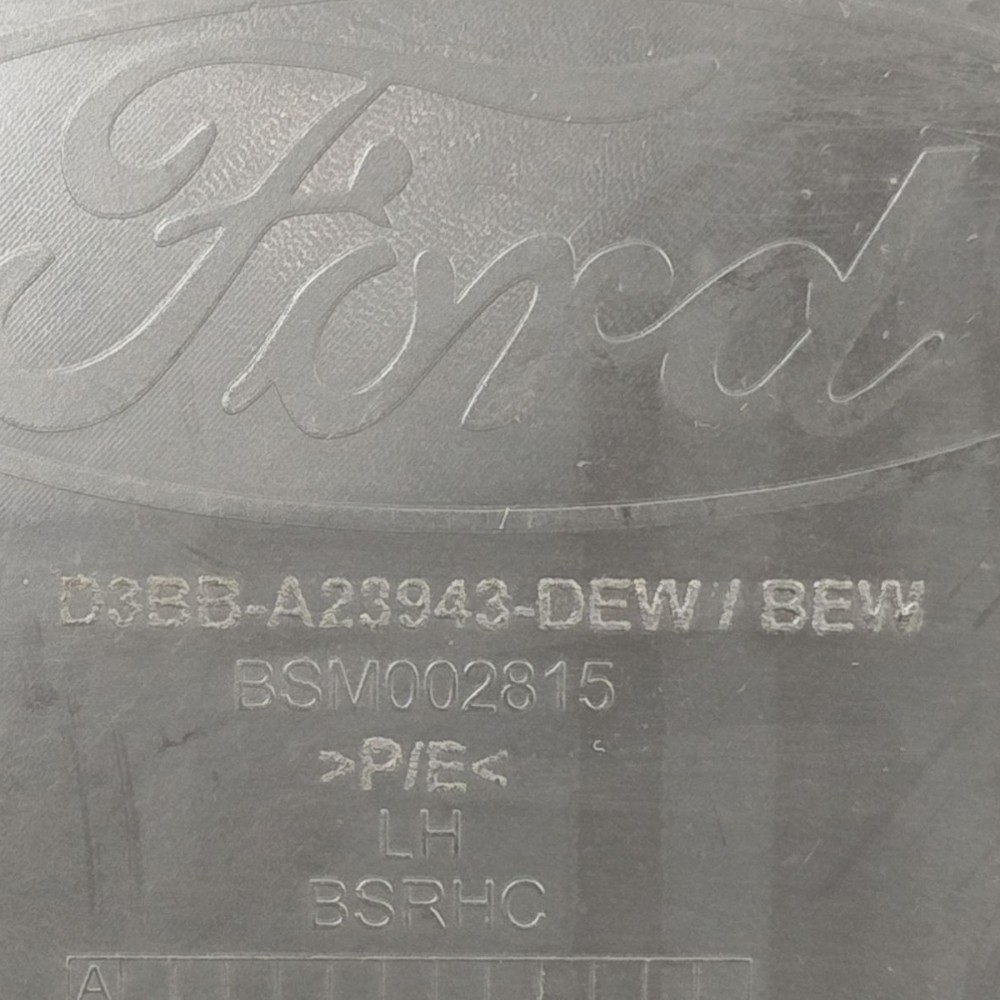 Ford
D3BB-A23943-DEW / BEW
BSM002815
>P/E<
LH
BSRHC
A